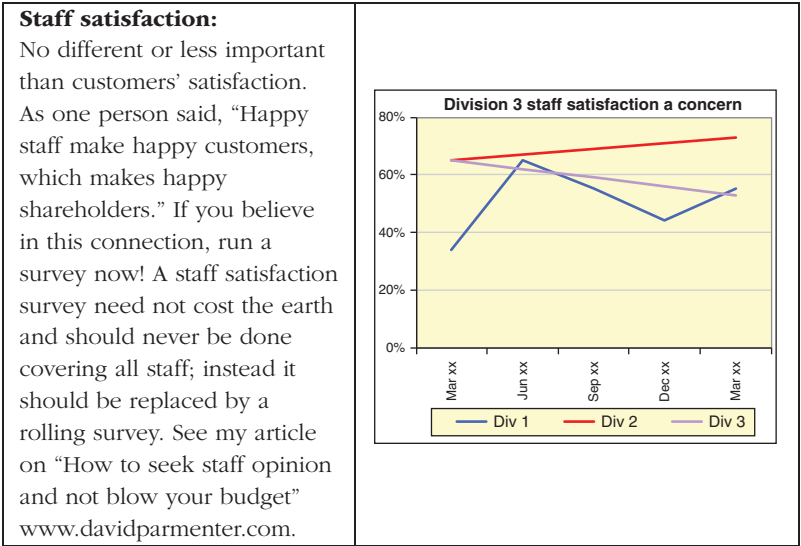 Staff satisfaction:
No different or less important
than customers’ satisfaction.
As one person said, “Happy
staff make happy customers,
which makes happy
shareholders.” If you believe
in this connection, run a
survey now! A staff satisfaction
survey need not cost the earth
and should never be done
covering all staff; instead it
should be replaced by a
rolling survey. See my article
on “How to seek staff opinion
and not blow your budget”
www.davidparmenter.com.
Division 3 staff satisfaction a concern
80%
60%
40%
20%
0%
Mar xx
Jun xx
Sep xx
Dec xx
Mar xx
Div 1 Div 2 Div 3